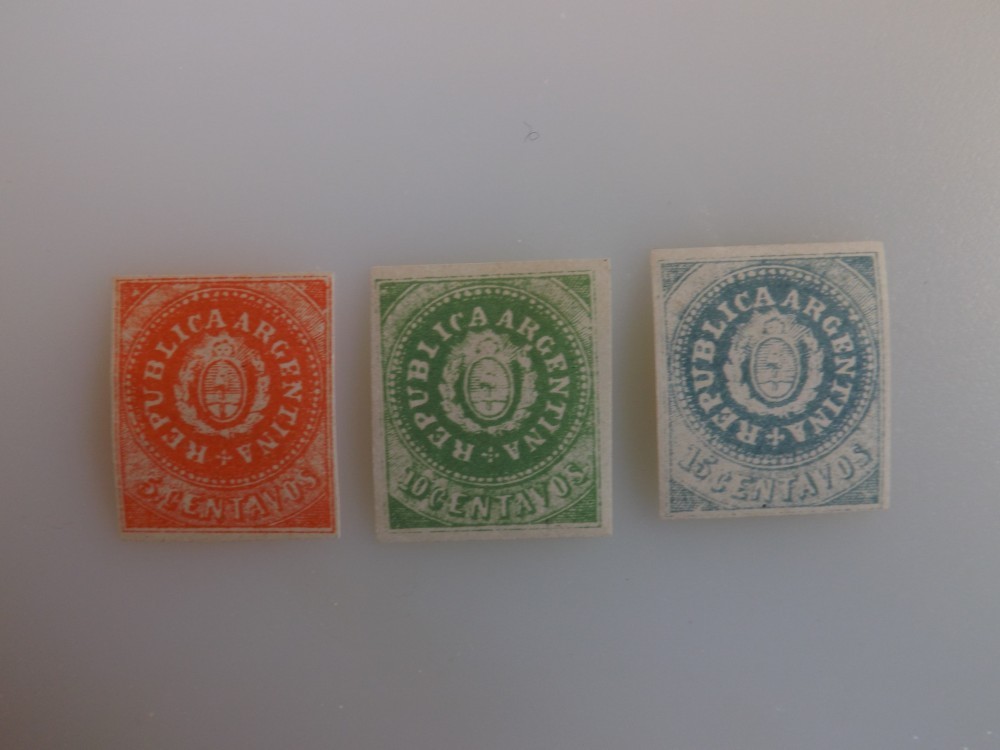 REPUBLICA ARGENTINA
5 CENTAVOS
REPUBLICA ARGENTINA
10 CENTAVOS
REPUBLICA ARGENTINA
15 CENTAVOS